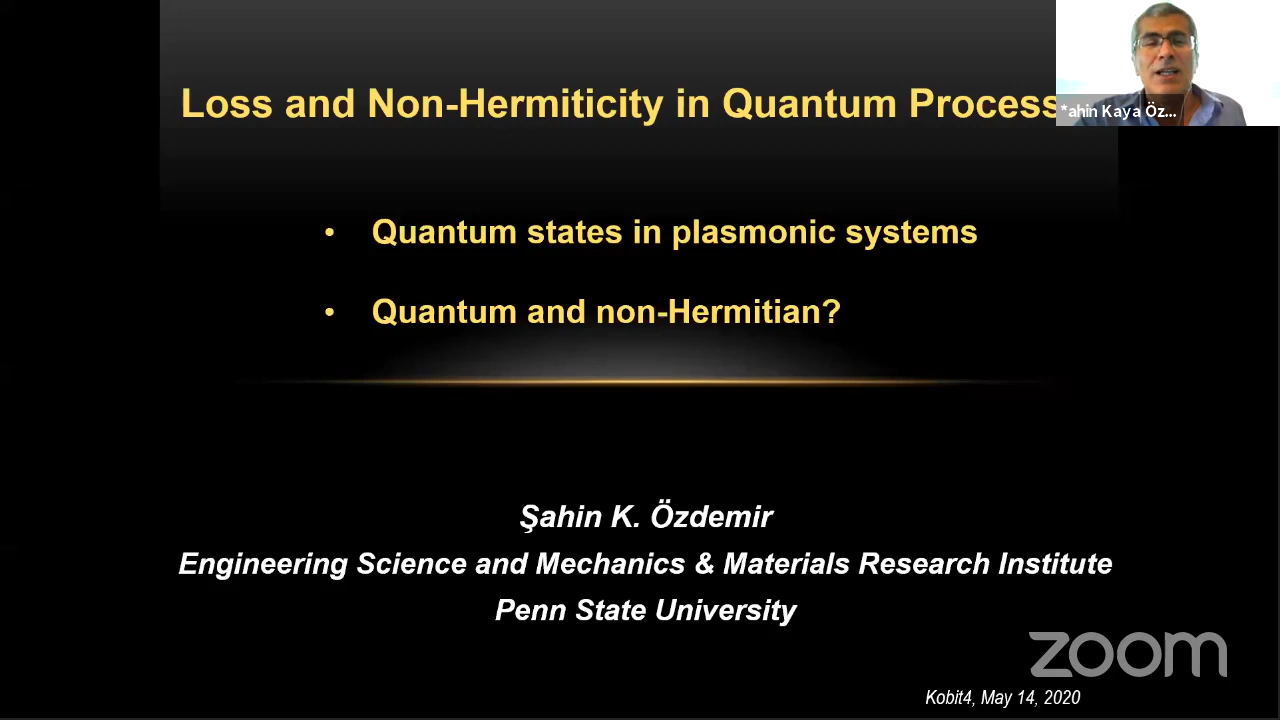 Loss and Non-Hermiticity in Quantum Process
*ahin Kaya Öz...
• Quantum states in plasmonic systems
• Quantum and non-Hermitian?
Şahin K. Özdemir
Engineering Science and Mechanics & Materials Research Institute
Penn State University
zoom
Kobit4, May 14, 2020